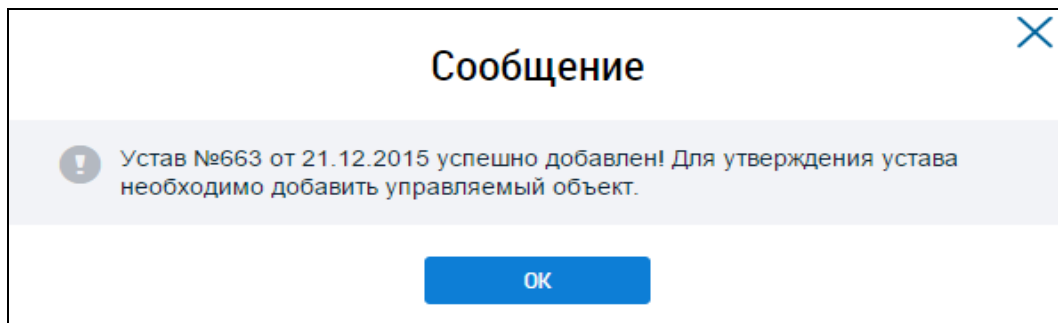 Сообщение
Устав №663 от 21.12.2015 успешно добавлен! Для утверждения устава
необходимо добавить управляемый объект.
ОК